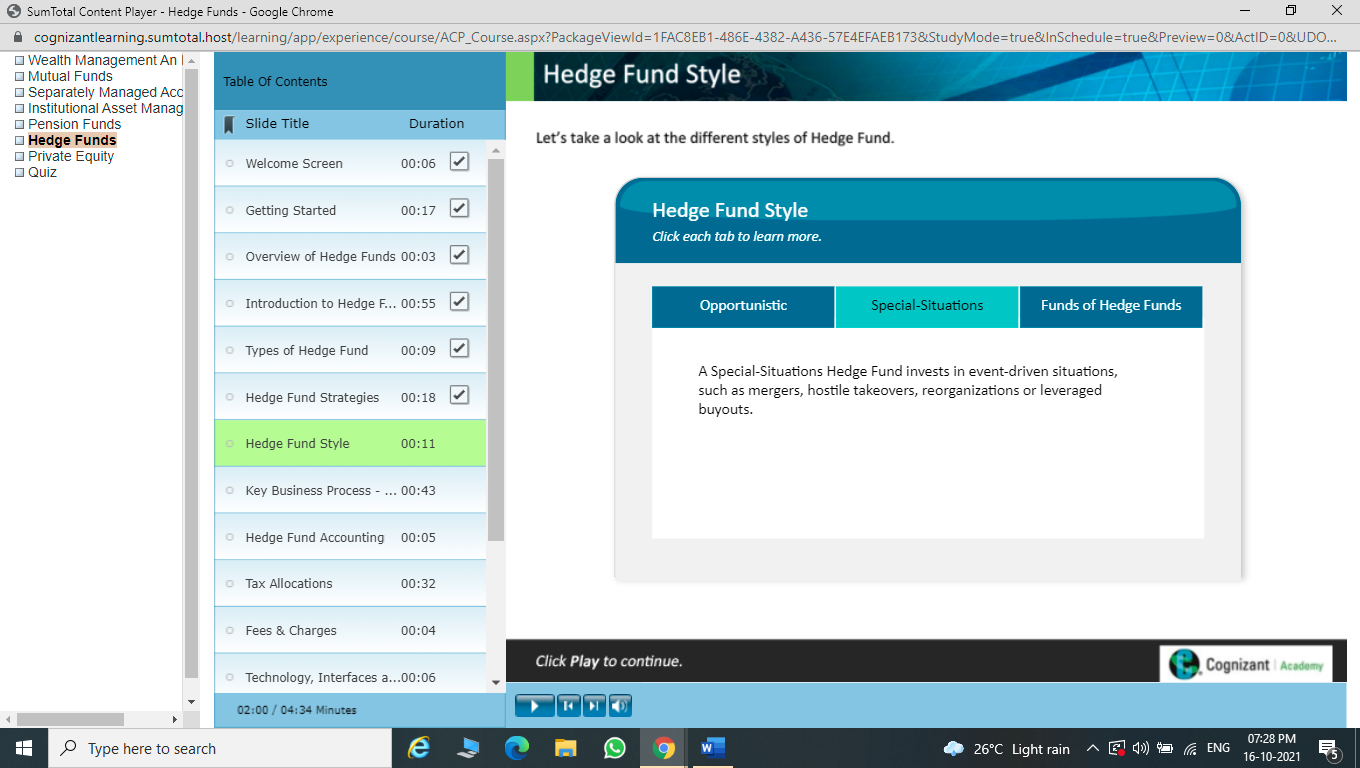 SumTotal Content Player - Hedge Funds - Google Chrome
cognizantlearning.sumtotal.host/learning/app/experience/course/ACP_Course.aspx?PackageViewId=1FAC8EB1-486E-4382-A436-57E4EFAEB173&StudyMode=true&InSchedule=true&Preview=0&ActID=0&UDO...
Wealth Management An
Mutual Funds
Separately Managed Acc
Institutional Asset Manag
Pension Funds
Hedge Funds
Private Equity
Quiz
Table Of Contents
Slide Title Duration
Welcome Screen 00:06
Getting Started 00:17
Overview of Hedge Funds 00:03
Introduction to Hedge F... 00:55
Types of Hedge Fund 00:09
Hedge Fund Strategies 00:18
Hedge Fund Style 00:11
Key Business Process - ... 00:43
Hedge Fund Accounting 00:05
Tax Allocations 00:32
Fees & Charges 00:04
Technology, Interfaces a... 00:06
02:00 / 04:34 Minutes
Hedge Fund Style
Let's take a look at the different styles of Hedge Fund.
Hedge Fund Style
Click each tab to learn more.
Opportunistic Special-Situations Funds of Hedge Funds
A Special-Situations Hedge Fund invests in event-driven situations,
such as mergers, hostile takeovers, reorganizations or leveraged
buyouts.
Click Play to continue.
Cognizant | Academy
Type here to search
26°C Light rain
ENG
07:28 PM
16-10-2021
5